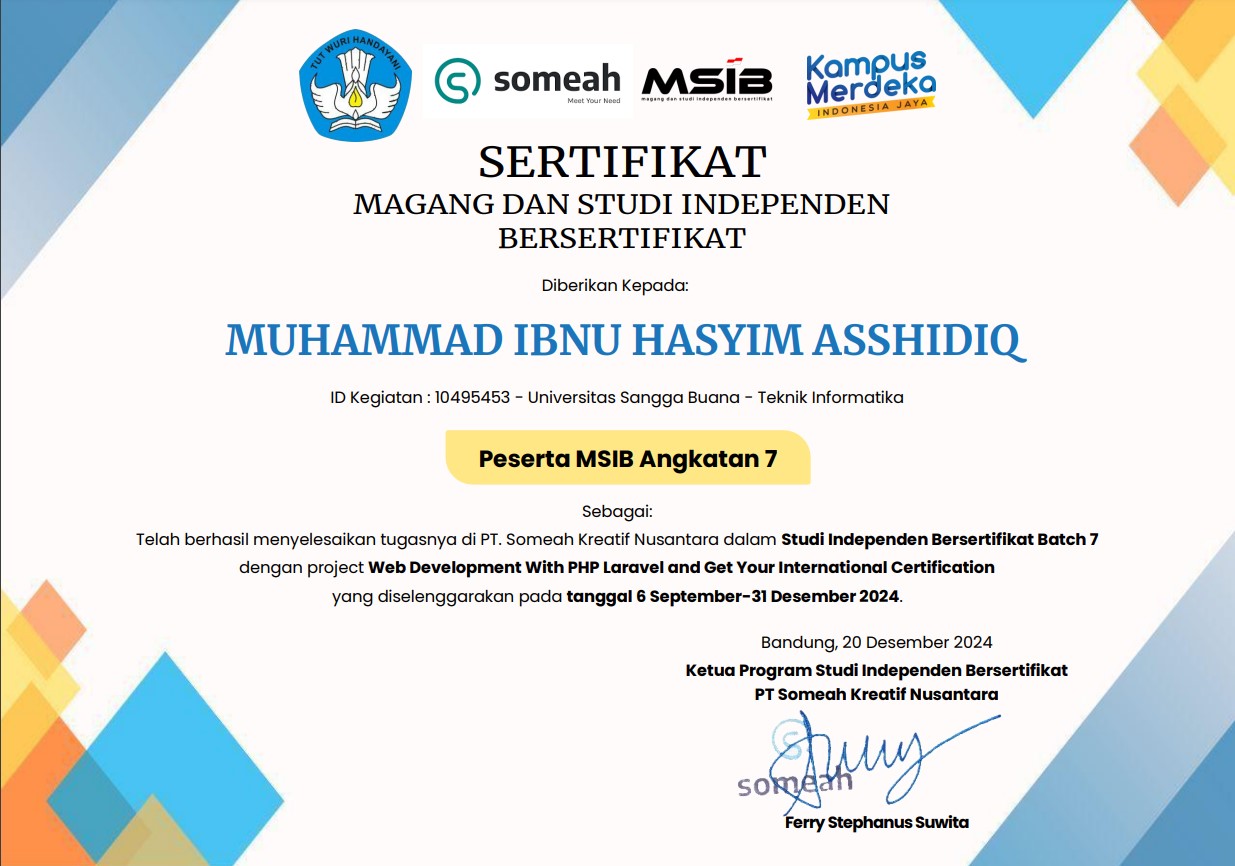 TUT WURI HANDAYANI
someah
Meet Your Need
MSIB
magang dan studi independen bersertifikat
Kampus
Merdeka
INDONESIA JAYA
SERTIFIKAT
MAGANG DAN STUDI INDEPENDEN
BERSERTIFIKAT
Diberikan Kepada:
MUHAMMAD IBNU HASYIM ASSHIDIQ
ID Kegiatan : 10495453 - Universitas Sangga Buana - Teknik Informatika
Peserta MSIB Angkatan 7
Sebagai:
Telah berhasil menyelesaikan tugasnya di PT. Someah Kreatif Nusantara dalam Studi Independen Bersertifikat Batch 7
dengan project Web Development With PHP Laravel and Get Your International Certification
yang diselenggarakan pada tanggal 6 September-31 Desember 2024.
Bandung, 20 Desember 2024
Ketua Program Studi Independen Bersertifikat
PT Someah Kreatif Nusantara
someah
Ferry Stephanus Suwita